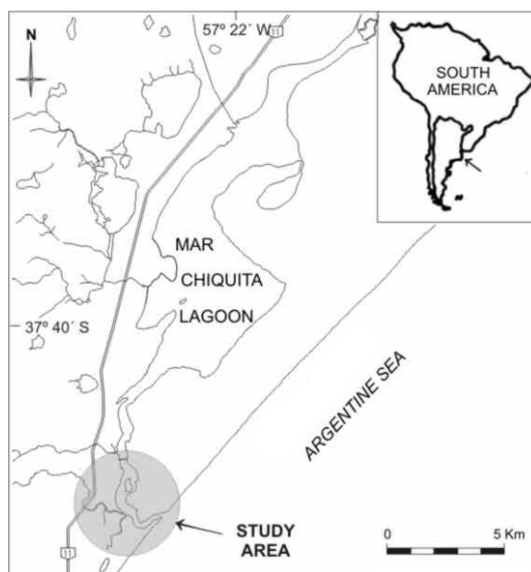 57º 22´ W
11
N
SOUTH
AMERICA
MAR
CHIQUITA
LAGOON
37º 40´ S
ARGENTINE SEA
STUDY
AREA
0 5 Km
11